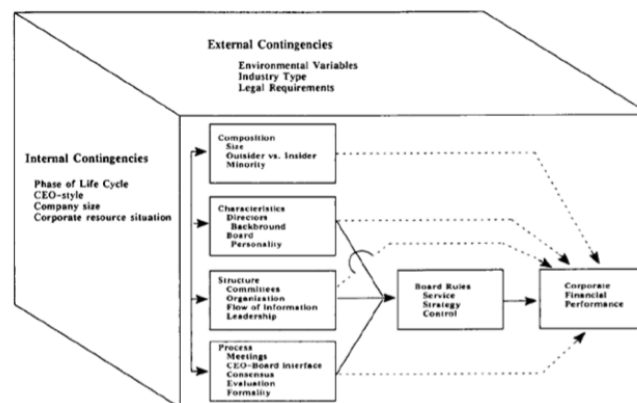 External Contingencies
Environmental Variables
Industry Type
Legal Requirements
Internal Contingencies
Phase of Life Cycle
CEO-style
Company size
Corporate resource situation
Composition
Size
Outsider vs. Insider
Minority
Characteristics
Directors
Backbround
Board
Personality
Structure
Committees
Organization
Flow of Information
Leadership
Process
Meetings
CEO-Board interface
Consensus
Evaluation
Formality
Board Rules
Service
Strategy
Control
Corporate
Financial
Performance